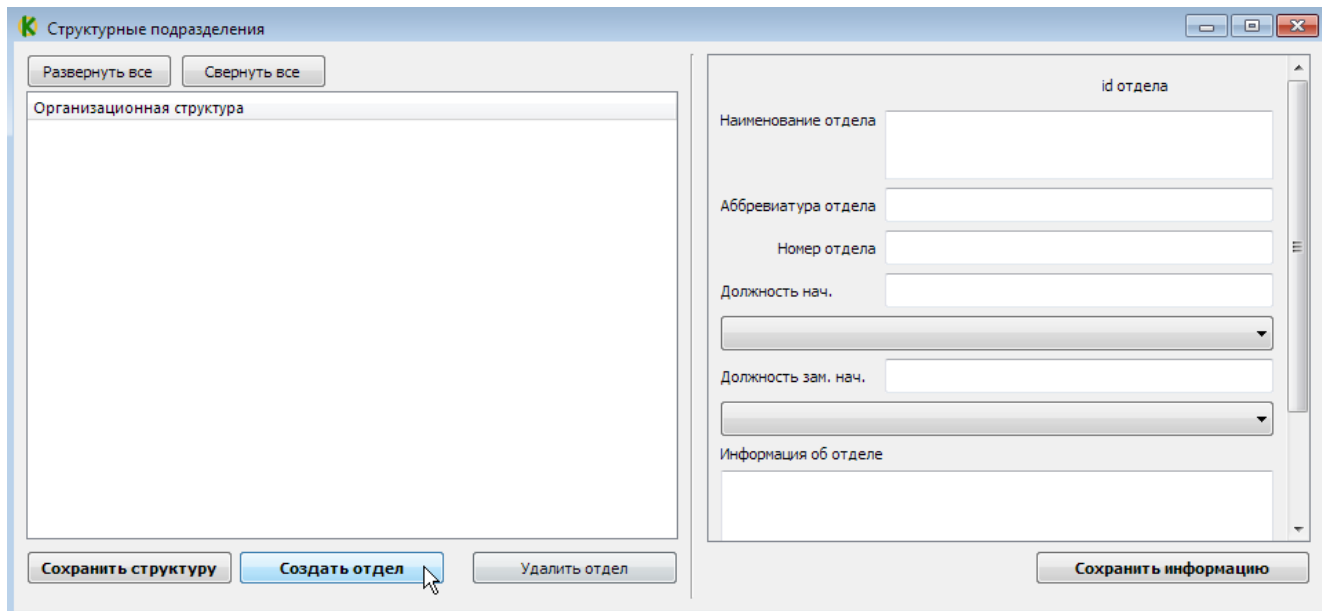 Структурные подразделения
Развернуть все Свернуть все
Организационная структура
id отдела
Наименование отдела
Аббревиатура отдела
Номер отдела
Должность нач.
Должность зам. нач.
Информация об отделе
Сохранить структуру Создать отдел Удалить отдел Сохранить информацию